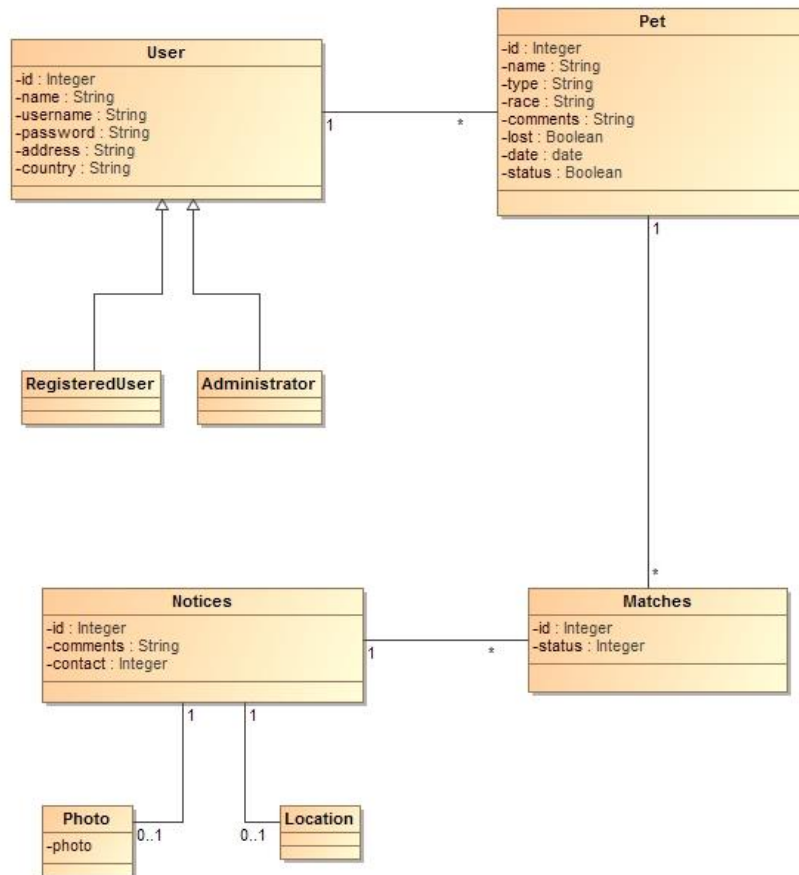 User
-id : Integer
-name : String
-username : String
-password : String
-address : String
-country : String
1
*
Pet
-id : Integer
-name : String
-type : String
-race : String
-comments : String
-lost : Boolean
-date : date
-status : Boolean
1
*
RegisteredUser
Administrator
Notices
-id : Integer
-comments : String
-contact : Integer
1
*
Matches
-id : Integer
-status : Integer
1
1
Photo
-photo
0..1
0..1
Location